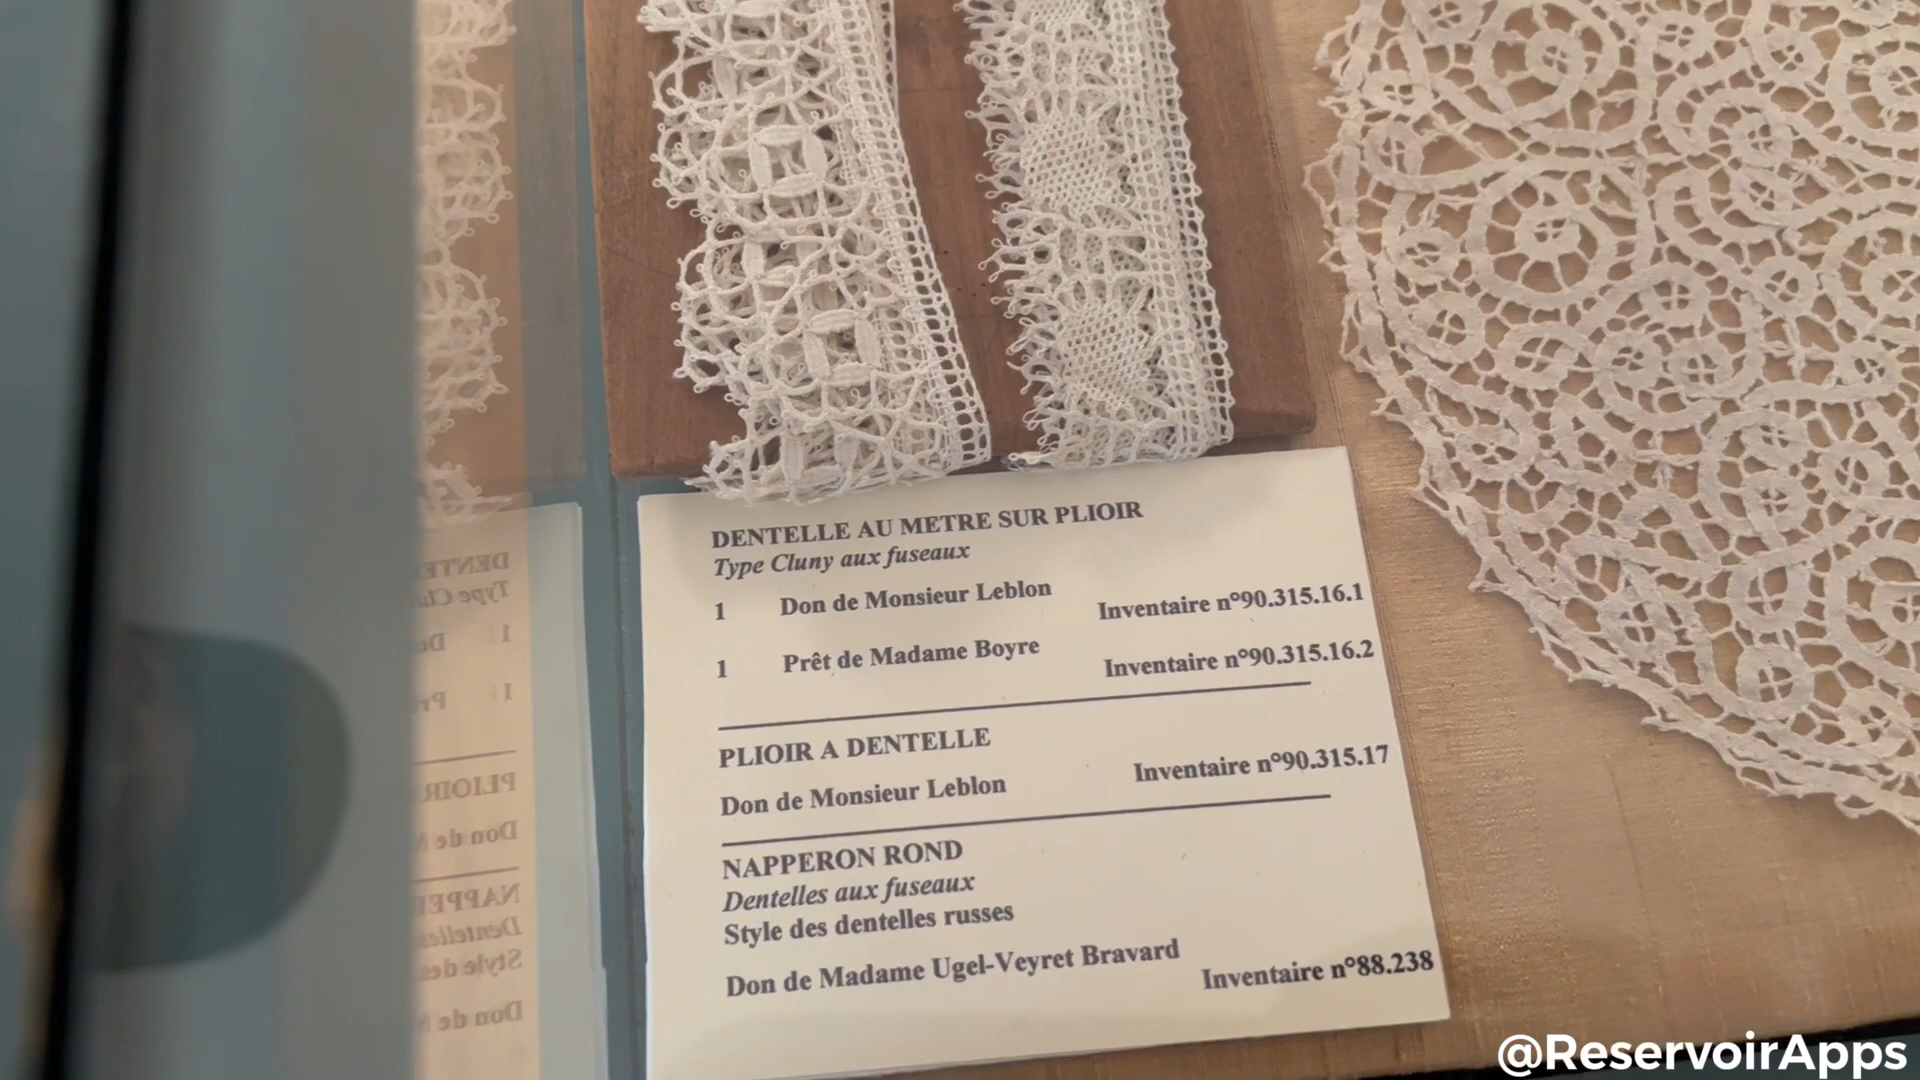 DENTELLE AU METRE SUR PLIOIR
Type Cluny aux fuseaux
1 Don de Monsieur Leblon Inventaire n°90.315.16.1
1 Prêt de Madame Boyre Inventaire n°90.315.16.2
PLIOIR A DENTELLE
Don de Monsieur Leblon Inventaire n°90.315.17
NAPPERON ROND
Dentelles aux fuseaux
Style des dentelles russes
Don de Madame Ugel-Veyret Bravard Inventaire n°88.238
@ReservoirApps